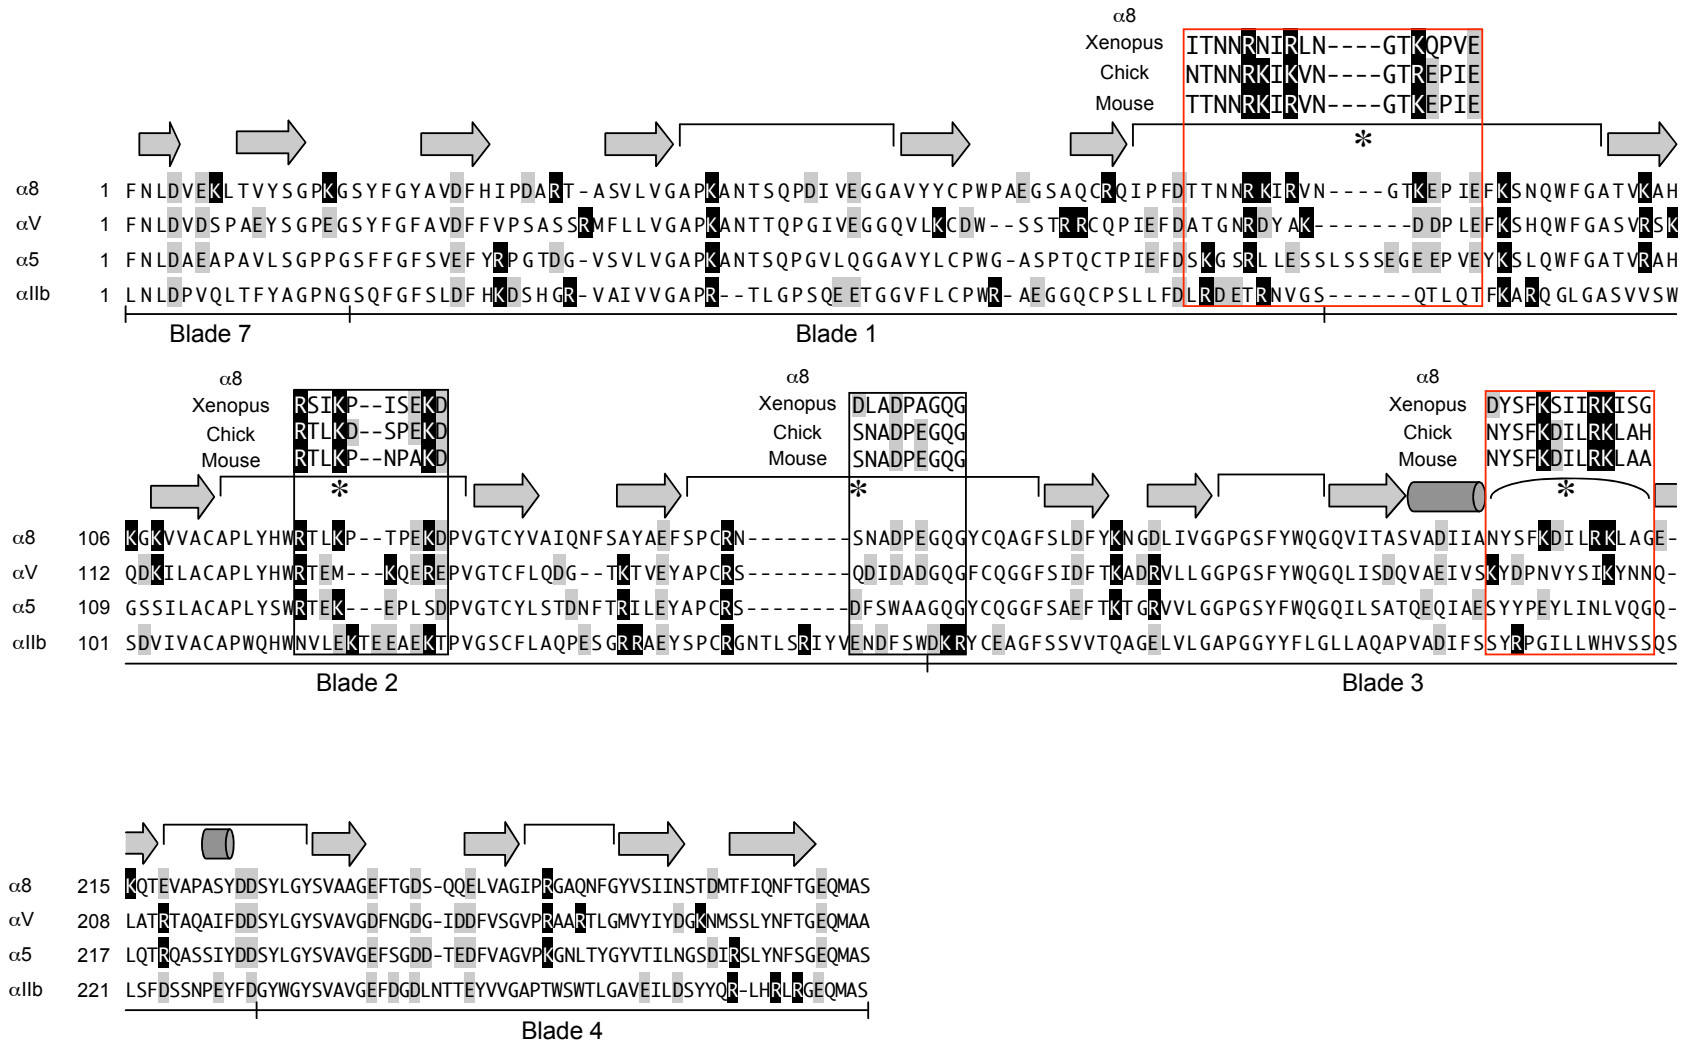 α8
Xenopus ITNNRNIRLN----GTKQPVE
Chick NTNNRKIKVN----GTREPIE
Mouse TTNNRKIRVN----GTKEPIE
*
α8 1 FNLDVEKLTVYSGPKGSYFGYAVDFHIPDART-ASVLVGAPKANTSQPDIVEGGAVYYCPWPAEGSAQCRQIPFDTTNNRKIRVN----GTKEPIEFKSNQWFGATVKAH
αV 1 FNLDVDSPAEYSGPEGSYFGFAVDFFVPSASSRMFLLVGAPKANTTQPGIVEGGQVLKCDW--SSTRRCQPIEFDATGNRDYAK-------DDPLEFKSHQWFGASVRSK
α5 1 FNLDAEAPAVLSGPPGSFFGFSVEFYRPGTDG-VSVLVGAPKANTSQPGVLQGGAVYLCPWG-ASPTQCTPIEFDSKGSRLLESSLSSSEGEEPVEYKSLQWFGATVRAH
αIIb 1 LNLDPVQLTFYAGPNGSQFGFSLDFHKDSHGR-VAIVVGAPR--TLGPSQEETGGVFLCPWR-AEGGQCPSLLFDLRDETRNVGS------QTLQTFKARQGLGASVVSW
Blade 7 Blade 1
α8 α8 α8
Xenopus RSIKP--ISEKD Xenopus DLADPAGQG Xenopus DYSFKSIIRKISG
Chick RTLKD--SPEKD Chick SNADPEGQG Chick NYSFKDILRKLAH
Mouse RTLKP--NPAKD Mouse SNADPEGQG Mouse NYSFKDILRKLAA
* * *
α8 106 KGKVVACAPLYHWRTLKP--TPEKDPVGTCYVAIQNFSAYAEFSPCRN--------SNADPEGQGYCQAGFSLDFYKNGDLIVGGPGSFYWQGQVITASVADIIANYSFKDILRKLAGE-
αV 112 QDKILACAPLYHWRTEM---KQEREPVGTCFLQDG--TKTVEYAPCRS--------QDIDADGQGFCQGGFSIDFTKADRVLLGGPGSFYWQGQLISDQVAEIVSKYDPNVYSIKYNNQ-
α5 109 GSSILACAPLYSWRTEK---EPLSDPVGTCYLSTDNFTRILEYAPCRS--------DFSWAAGQGYCQGGFSAEFTKTGRVVLGGPGSYFWQGQILSATQEQIAESYYPEYLINLVQGQ-
αIIb 101 SDVIVACAPWQHWNVLEKTEEAEKTPVGSCFLAQPESGRRAEYSPCRGNTLSRIYVENDFSWDKRYCEAGFSSVVTQAGELVLGAPGGYYFLGLLAQAPVADIFSSYRPGILLWHVSSQS
Blade 2 Blade 3
α8 215 KQTEVAPASYDDSYLGYSVAAGEFTGDS-QQELVAGIPRGAQNFGYVSIINSTDMTFIQNFTGEQMAS
αV 208 LATRTAQAIFDDSYLGYSVAVGDFNGDG-IDDFVSGVPRAARTLGMVYIYDGKNMSSLYNFTGEQMAA
α5 217 LQTRQASSIYDDSYLGYSVAVGEFSGDD-TEDFVAGVPKGNLTYGYVTILNGSDIRSLYNFSGEQMAS
αIIb 221 LSFDSSNPEYFDGYWGYSVAVGEFDGDLNTTEYVVGAPTWSWTLGAVEILDSYYQR-LHRLRGEQMAS
Blade 4